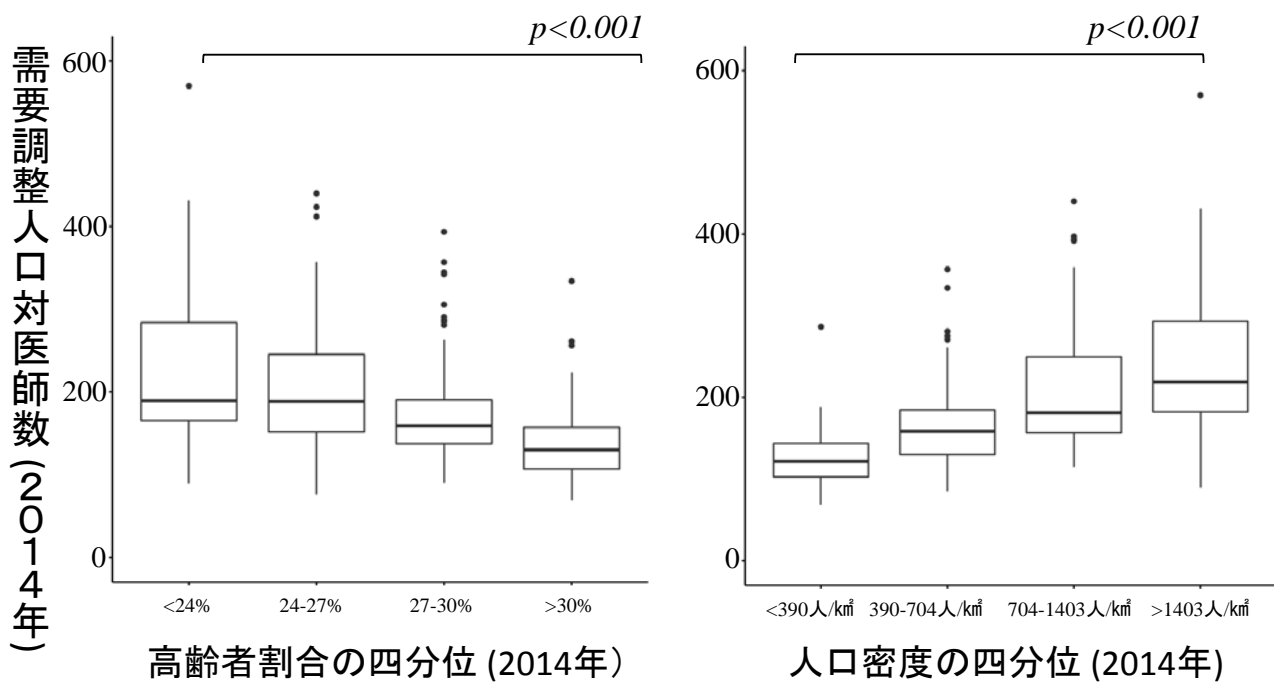 需要調整人口対医師数(2014年)
p<0.001
600
400
200
0
<24%
24-27%
27-30%
>30%
高齢者割合の四分位 (2014年）
p<0.001
600
400
200
0
<390人/㎢
390-704人/㎢
704-1403人/㎢
>1403人/㎢
人口密度の四分位 (2014年)